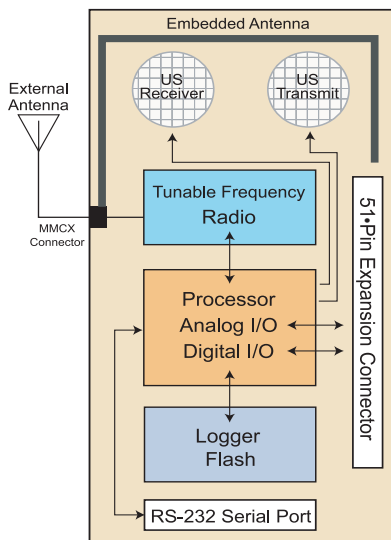 Embedded Antenna
External
Antenna
US
Receiver
US
Transmit
MMCX
Connector
Tunable Frequency
Radio
51•Pin Expansion Connector
Processor
Analog I/O
Digital I/O
Logger
Flash
RS-232 Serial Port